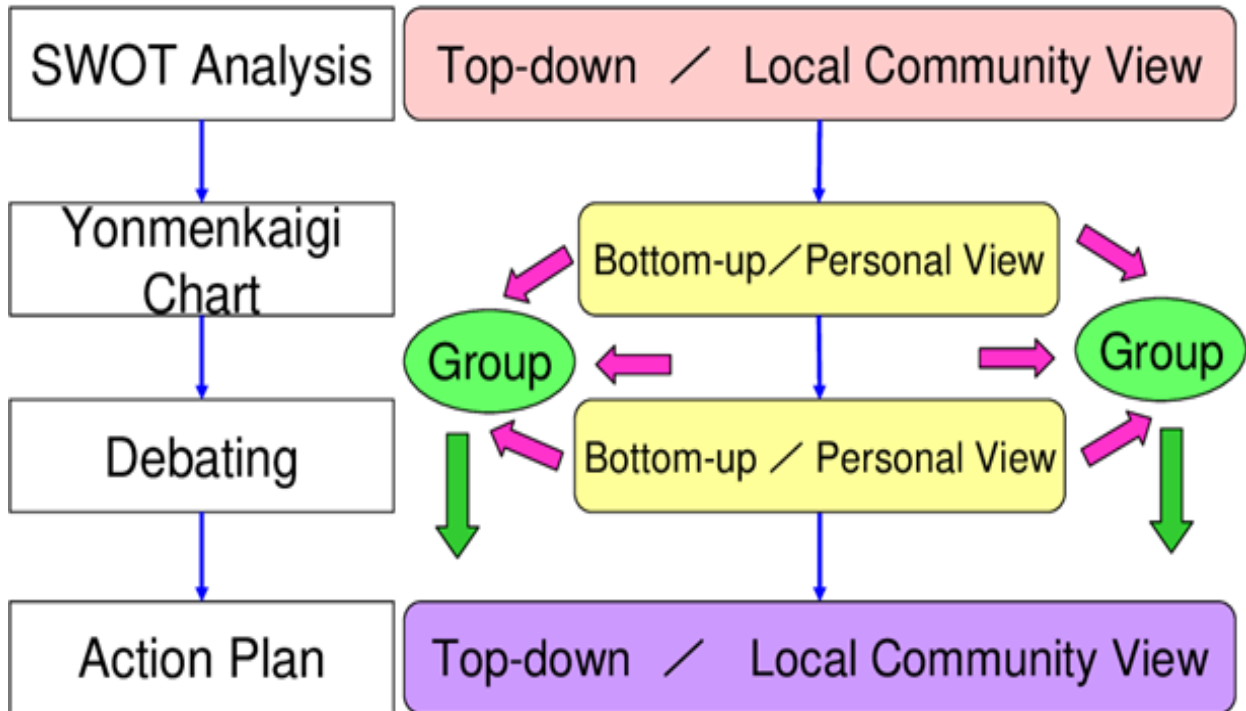 SWOT Analysis
Top-down ／ Local Community View
Yonmenkaigi
Chart
Bottom-up／Personal View
Group
Group
Debating
Bottom-up ／ Personal View
Action Plan
Top-down ／ Local Community View